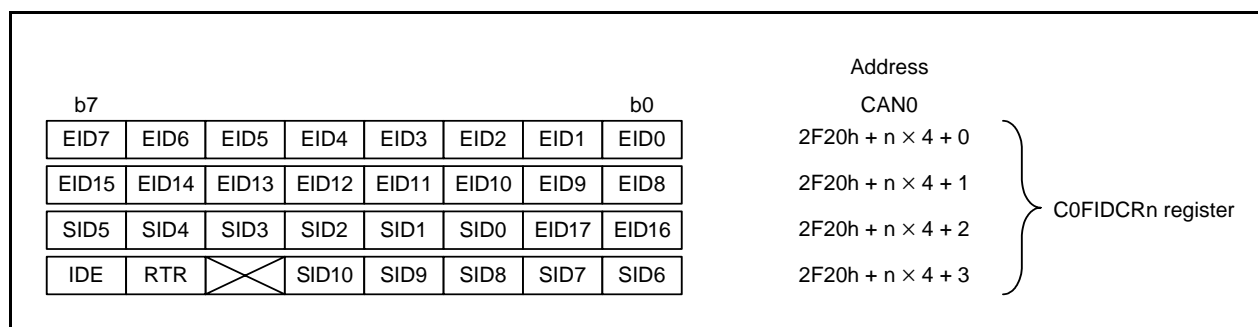 Address
b7 b0 CAN0
EID7 EID6 EID5 EID4 EID3 EID2 EID1 EID0 2F20h + n × 4 + 0
EID15 EID14 EID13 EID12 EID11 EID10 EID9 EID8 2F20h + n × 4 + 1
SID5 SID4 SID3 SID2 SID1 SID0 EID17 EID16 2F20h + n × 4 + 2
C0FIDCRn register
IDE RTR SID10 SID9 SID8 SID7 SID6 2F20h + n × 4 + 3